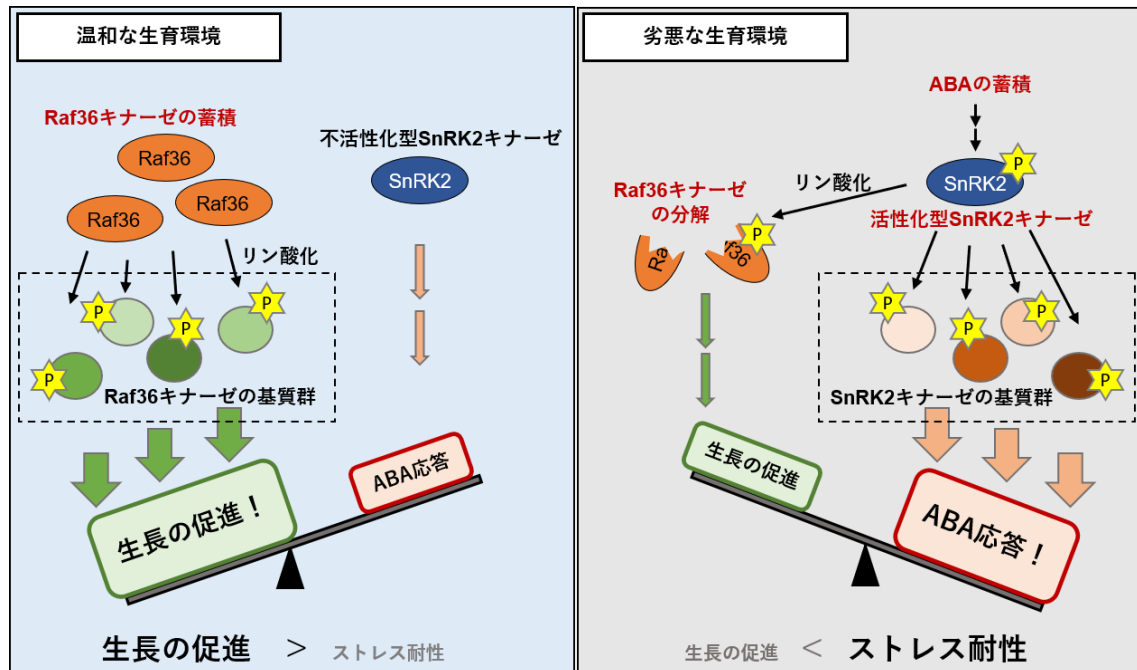 温和な生育環境
Raf36キナーゼの蓄積
Raf36
Raf36
Raf36
不活性化型SnRK2キナーゼ
SnRK2
リン酸化
P
P
P
P
Raf36キナーゼの基質群
生長の促進！
ABA応答
生長の促進 > ストレス耐性
劣悪な生育環境
ABAの蓄積
P
SnRK2
活性化型SnRK2キナーゼ
リン酸化
Raf36キナーゼ
の分解
P
Ra
f36
P
P
P
P
SnRK2キナーゼの基質群
生長の促進
ABA応答！
生長の促進 < ストレス耐性